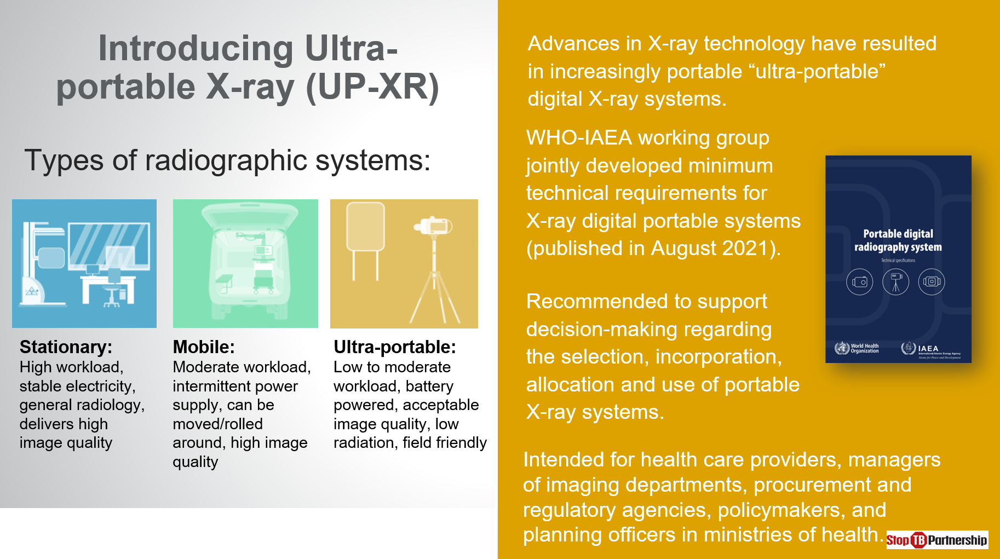 Introducing Ultra-
portable X-ray (UP-XR)
Types of radiographic systems:
Stationary:
High workload,
stable electricity,
general radiology,
delivers high
image quality
Mobile:
Moderate workload,
intermittent power
supply, can be
moved/rolled
around, high image
quality
Ultra-portable:
Low to moderate
workload, battery
powered, acceptable
image quality, low
radiation, field friendly
Advances in X-ray technology have resulted
in increasingly portable “ultra-portable”
digital X-ray systems.
WHO-IAEA working group
jointly developed minimum
technical requirements for
X-ray digital portable systems
(published in August 2021).
Recommended to support
decision-making regarding
the selection, incorporation,
allocation and use of portable
X-ray systems.
Portable digital
radiography system
Technical specifications
World Health
Organization
IAEA
International Atomic Energy Agency
Atoms for Peace and Development
Intended for health care providers, managers
of imaging departments, procurement and
regulatory agencies, policymakers, and
planning officers in ministries of health.
Stop TB Partnership